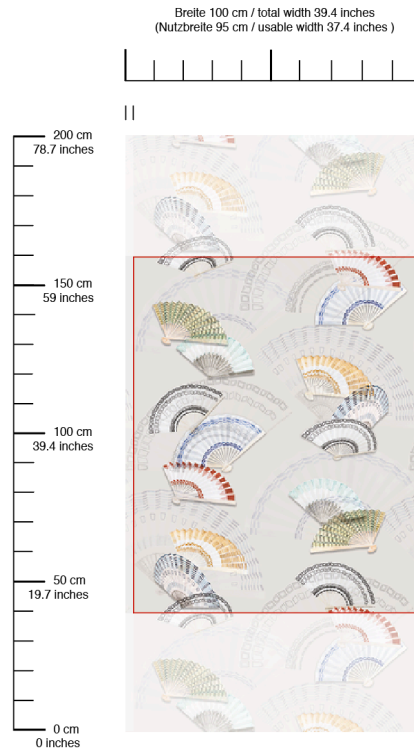 Breite 100 cm / total width 39.4 inches
(Nutzbreite 95 cm / usable width 37.4 inches )
200 cm
78.7 inches
150 cm
59 inches
100 cm
39.4 inches
50 cm
19.7 inches
0 cm
0 inches